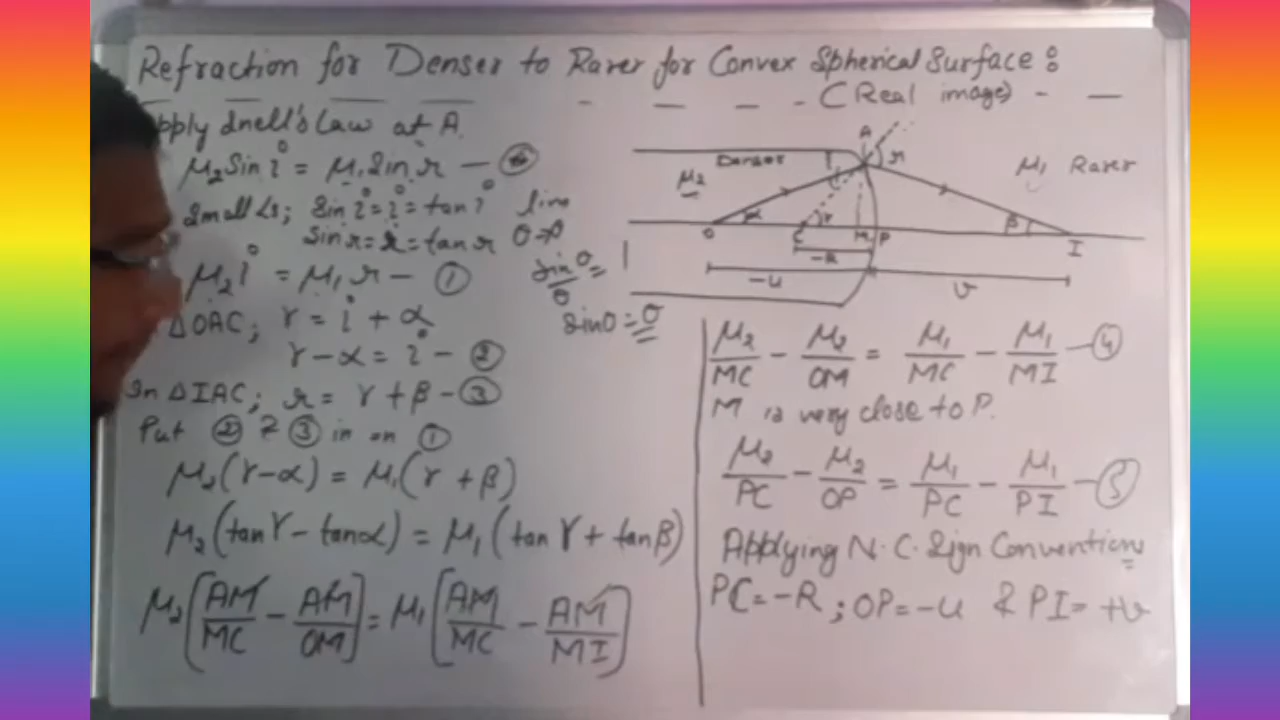 Refraction for Denser to Rarer for Convex Spherical Surface :
(Real image)
pply Snell's Law at A.
μ₂ Sin i = μ₁ Sin r —
Small ∠s; Sin i = i = tan i
Sin r = r = tan r
θ→0
sin θ / θ = 1
sin θ = θ
μ₂ i = μ₁ r — ①
ΔOAC; γ = i + α
γ – α = i – ②
In ΔIAC; r = γ + β – ③
Put ② & ③ in on ①
μ₂(γ – α) = μ₁(γ + β)
μ₂(tan γ – tan α) = μ₁(tan γ + tan β)
μ₂[AM/MC – AM/OM] = μ₁[AM/MC – AM/MI]
A
Denser i r μ₁ Rarer
μ₂
α γ β
O C M P I
-R
-u v
μ₂/MC – μ₂/OM = μ₁/MC – μ₁/MI – ④
M is very close to P.
μ₂/PC – μ₂/OP = μ₁/PC – μ₁/PI – ⑤
Applying N.C. Sign Convention
PC = -R ; OP = -u & PI = +v